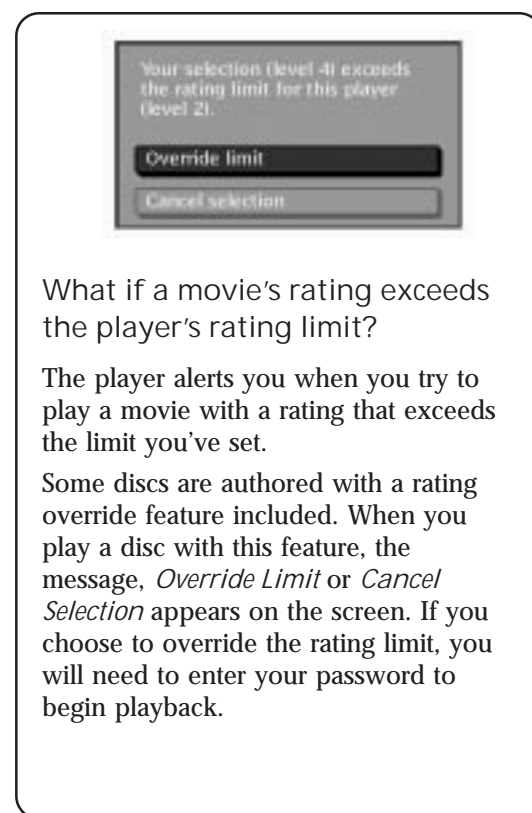 Your selection (level 4) exceeds
the rating limit for this player
(level 2).
Override limit
Cancel selection
What if a movie's rating exceeds
the player's rating limit?
The player alerts you when you try to
play a movie with a rating that exceeds
the limit you've set.
Some discs are authored with a rating
override feature included. When you
play a disc with this feature, the
message, Override Limit or Cancel
Selection appears on the screen. If you
choose to override the rating limit, you
will need to enter your password to
begin playback.